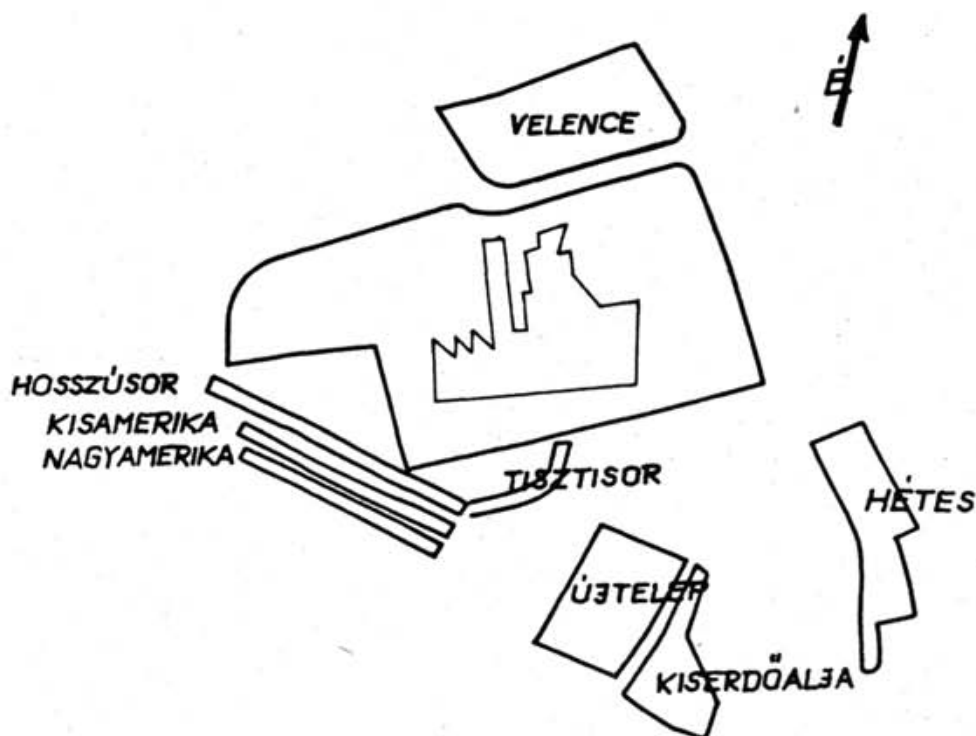 É
VELENCE
HOSSZÚSOR
KISAMERIKA
NAGYAMERIKA
TISZTISOR
HÉTES
ÚJTELEP
KISERDŐALJA